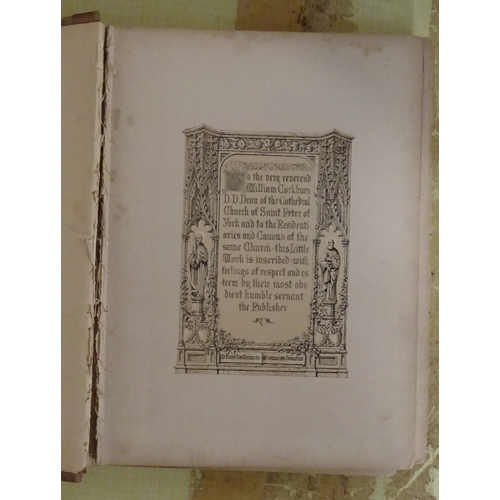 To the very reverend
William Cockburn
D.D. Dean of the Cathedral
Church of Saint Peter of
York and to the Residenti
aries and Canons of the
same Church this Little
Work is inscribed with
feelings of respect and es
teem by their most obe
dient humble servant
the Publisher